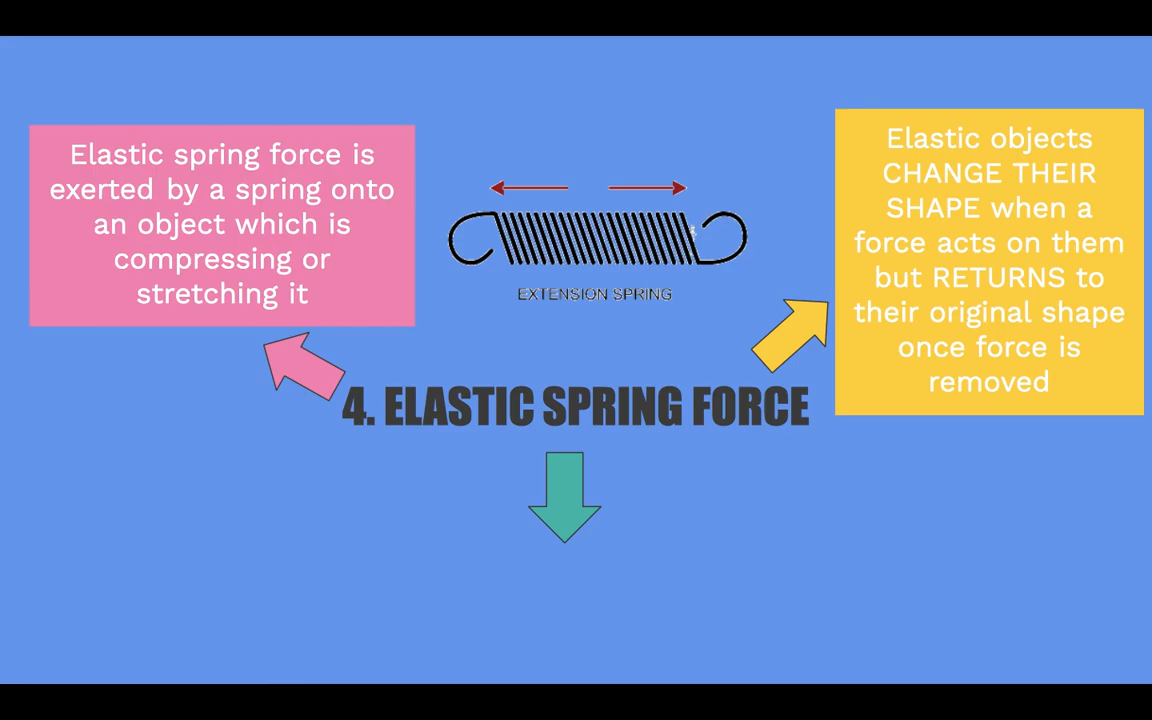 Elastic spring force is
exerted by a spring onto
an object which is
compressing or
stretching it
EXTENSION SPRING
Elastic objects
CHANGE THEIR
SHAPE when a
force acts on them
but RETURNS to
their original shape
once force is
removed
4. ELASTIC SPRING FORCE